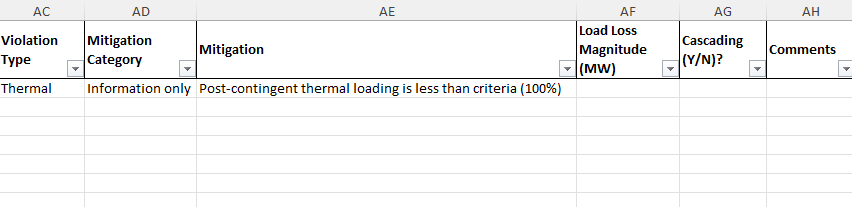 AC AD AE AF AG AH
Violation Type
Mitigation Category
Mitigation
Load Loss Magnitude (MW)
Cascading (Y/N)?
Comments
Thermal Information only Post-contingent thermal loading is less than criteria (100%)